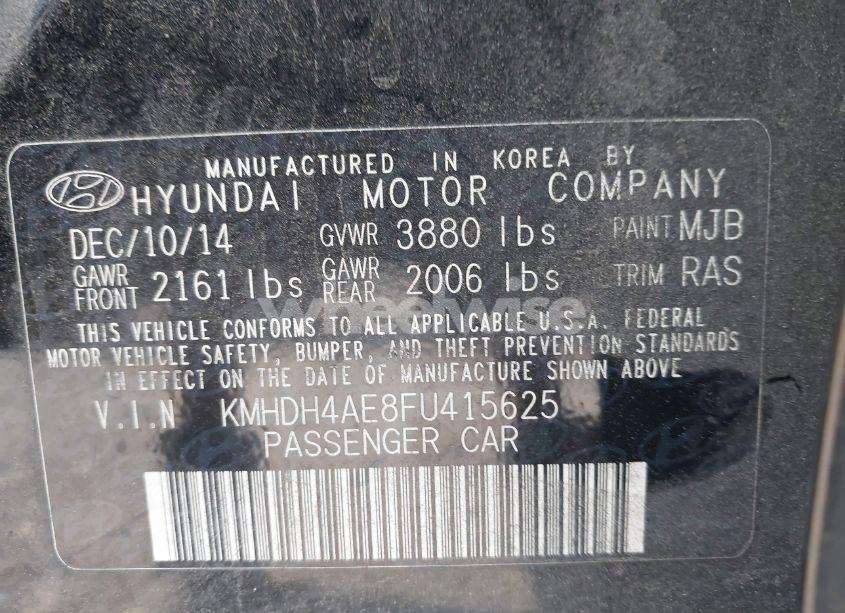 MANUFACTURED IN KOREA BY
HYUNDAI MOTOR COMPANY
DEC/10/14 GVWR 3880 lbs PAINT MJB
GAWR FRONT 2161 lbs GAWR REAR 2006 lbs TRIM RAS
wheelwise
THIS VEHICLE CONFORMS TO ALL APPLICABLE U.S.A. FEDERAL
MOTOR VEHICLE SAFETY, BUMPER, AND THEFT PREVENTION STANDARDS
IN EFFECT ON THE DATE OF MANUFACTURE SHOWN ABOVE
V.I.N KMHDH4AE8FU415625
PASSENGER CAR